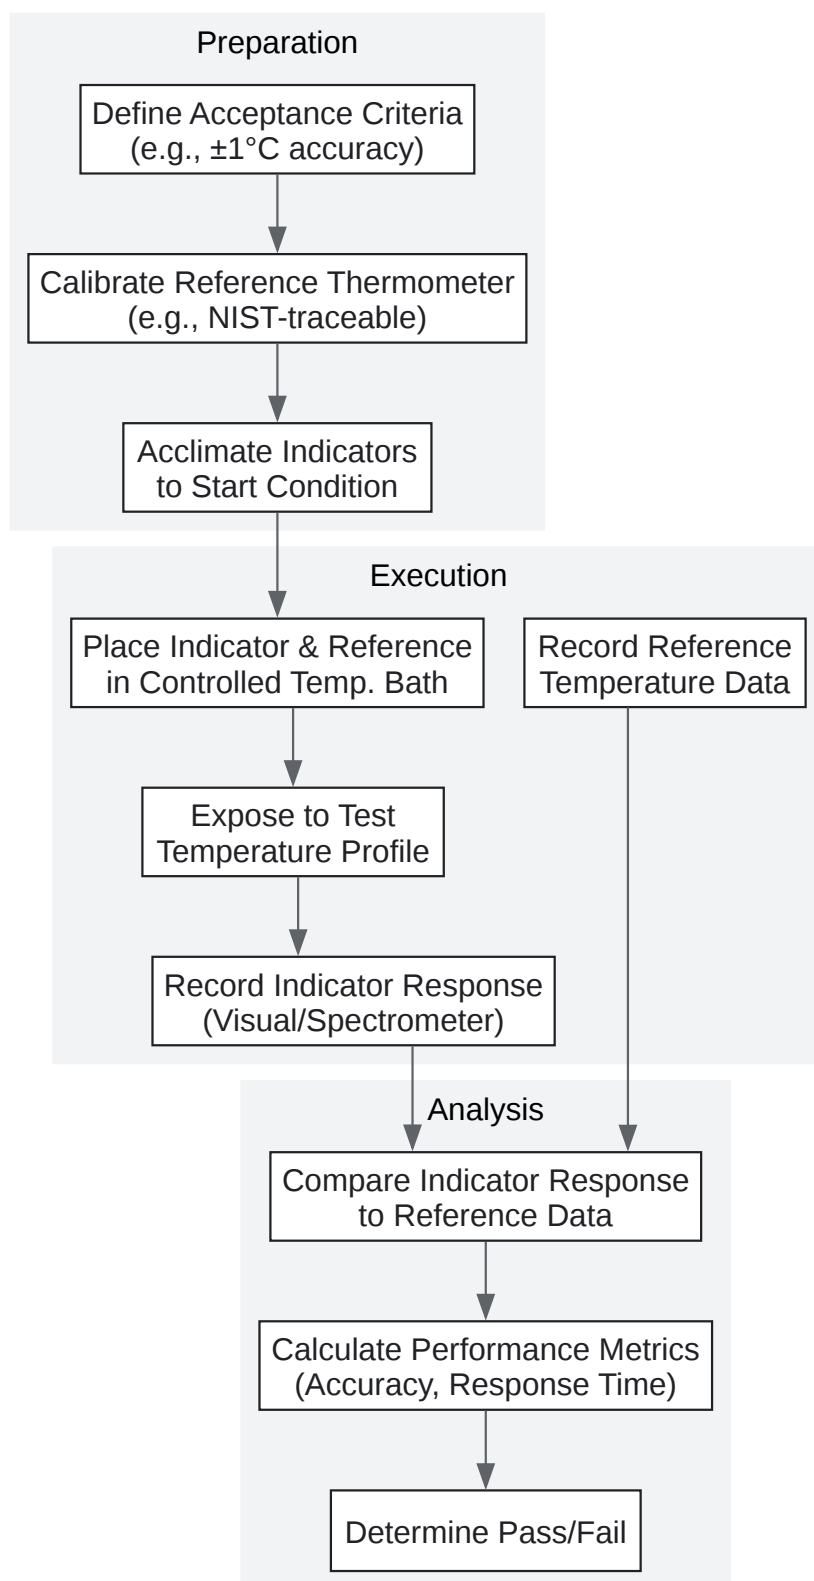 Preparation
Define Acceptance Criteria
(e.g., ±1°C accuracy)
Calibrate Reference Thermometer
(e.g., NIST-traceable)
Acclimate Indicators
to Start Condition
Execution
Place Indicator & Reference
in Controlled Temp. Bath
Record Reference
Temperature Data
Expose to Test
Temperature Profile
Record Indicator Response
(Visual/Spectrometer)
Analysis
Compare Indicator Response
to Reference Data
Calculate Performance Metrics
(Accuracy, Response Time)
Determine Pass/Fail